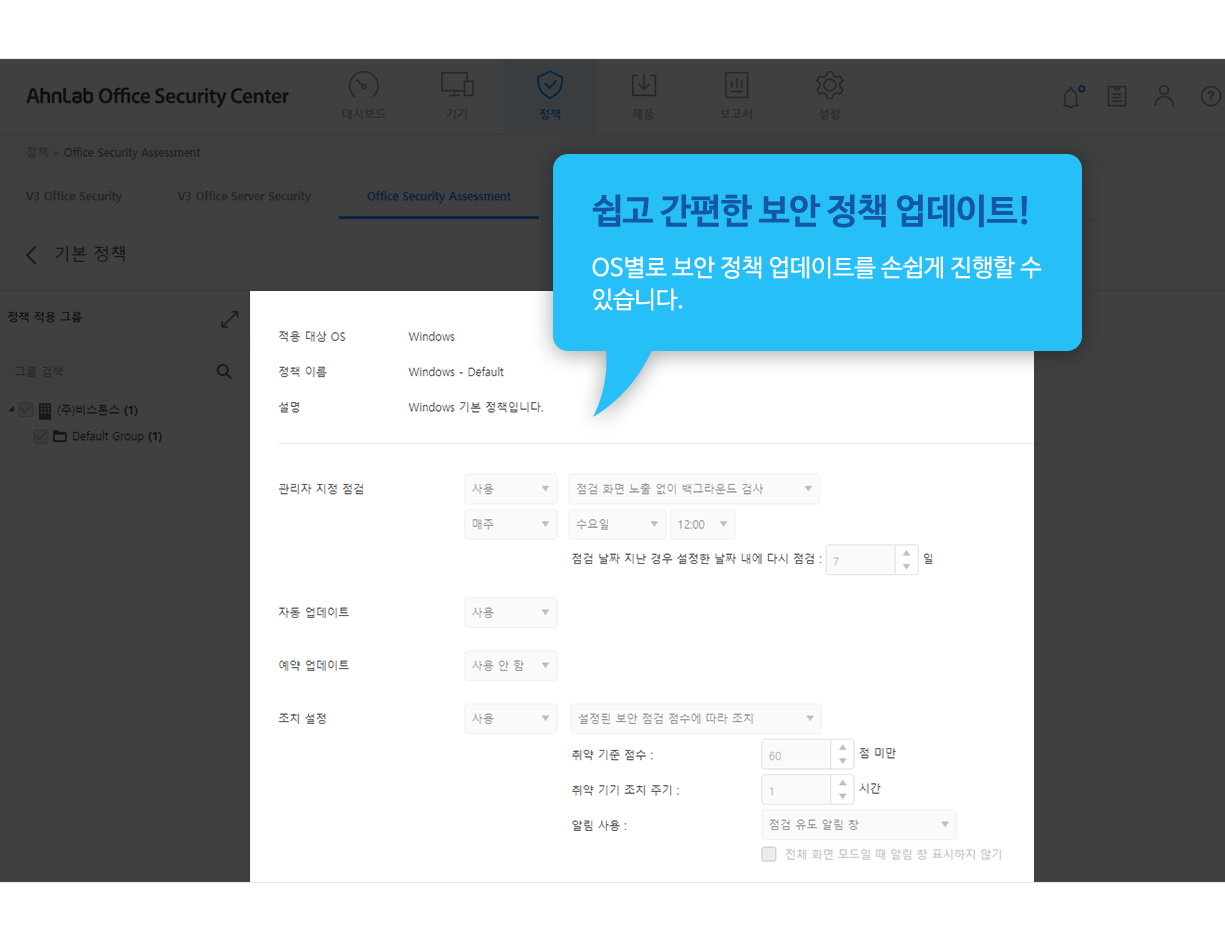 AhnLab Office Security Center
대시보드
기기
정책
제품
보고서
설정
정책 > Office Security Assessment
V3 Office Security
V3 Office Server Security
Office Security Assessment
쉽고 간편한 보안 정책 업데이트!
OS별로 보안 정책 업데이트를 손쉽게 진행할 수
있습니다.
기본 정책
정책 적용 그룹
그룹 검색
(주)비스톤스 (1)
Default Group (1)
적용 대상 OS Windows
정책 이름 Windows - Default
설명 Windows 기본 정책입니다.
관리자 지정 점검 사용 점검 화면 노출 없이 백그라운드 검사
매주 수요일 12:00
점검 날짜 지난 경우 설정한 날짜 내에 다시 점검 : 7 일
자동 업데이트 사용
예약 업데이트 사용 안 함
조치 설정 사용 설정된 보안 점검 점수에 따라 조치
취약 기준 점수 : 60 점 미만
취약 기기 조치 주기 : 1 시간
알림 사용 : 점검 유도 알림 창
전체 화면 모드일 때 알림 창 표시하지 않기